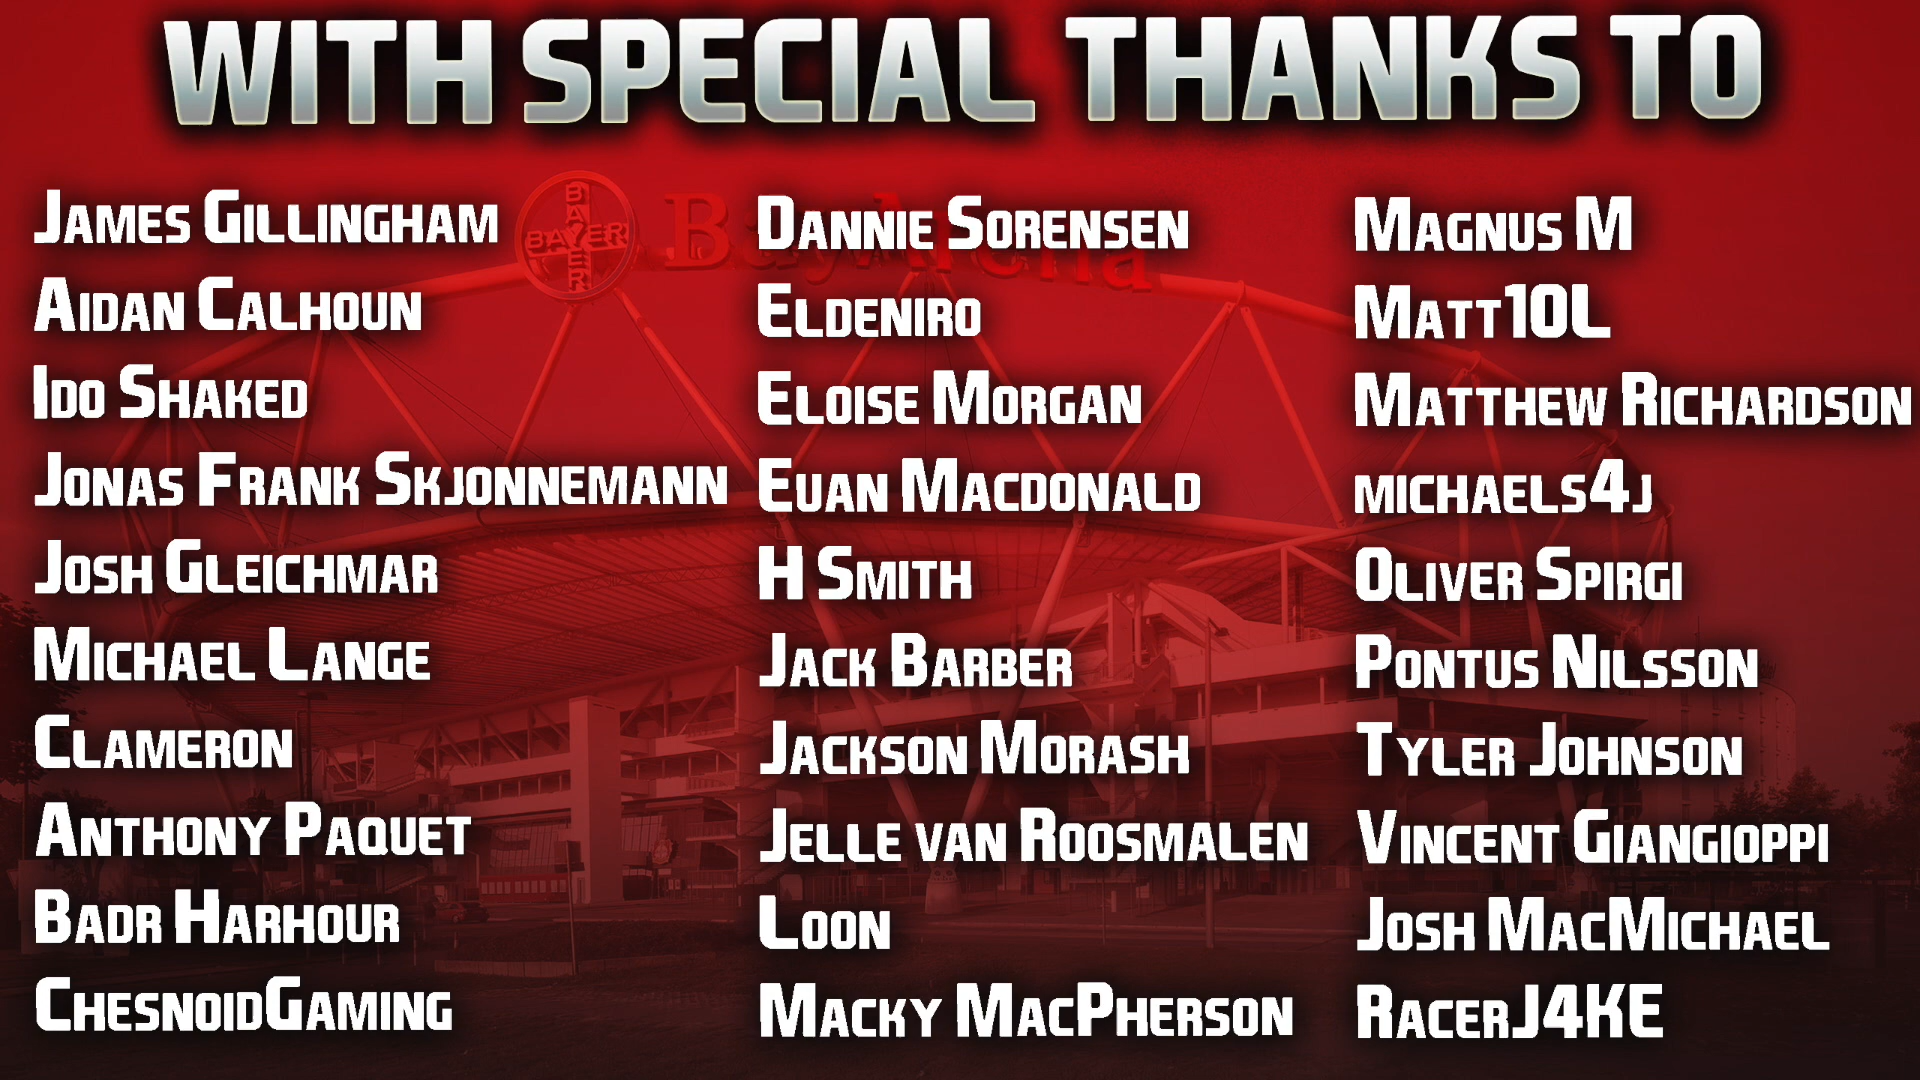 WITH SPECIAL THANKS TO
James Gillingham
Aidan Calhoun
Ido Shaked
Jonas Frank Skjonnemann
Josh Gleichmar
Michael Lange
Clameron
Anthony Paquet
Badr Harhour
ChesnoidGaming
Dannie Sorensen
Eldeniro
Eloise Morgan
Euan Macdonald
H Smith
Jack Barber
Jackson Morash
Jelle van Roosmalen
Loon
Macky MacPherson
Magnus M
Matt10L
Matthew Richardson
michaels4j
Oliver Spirgi
Pontus Nilsson
Tyler Johnson
Vincent Giangioppi
Josh MacMichael
RacerJ4KE
BAYER
BAYER
BayArena